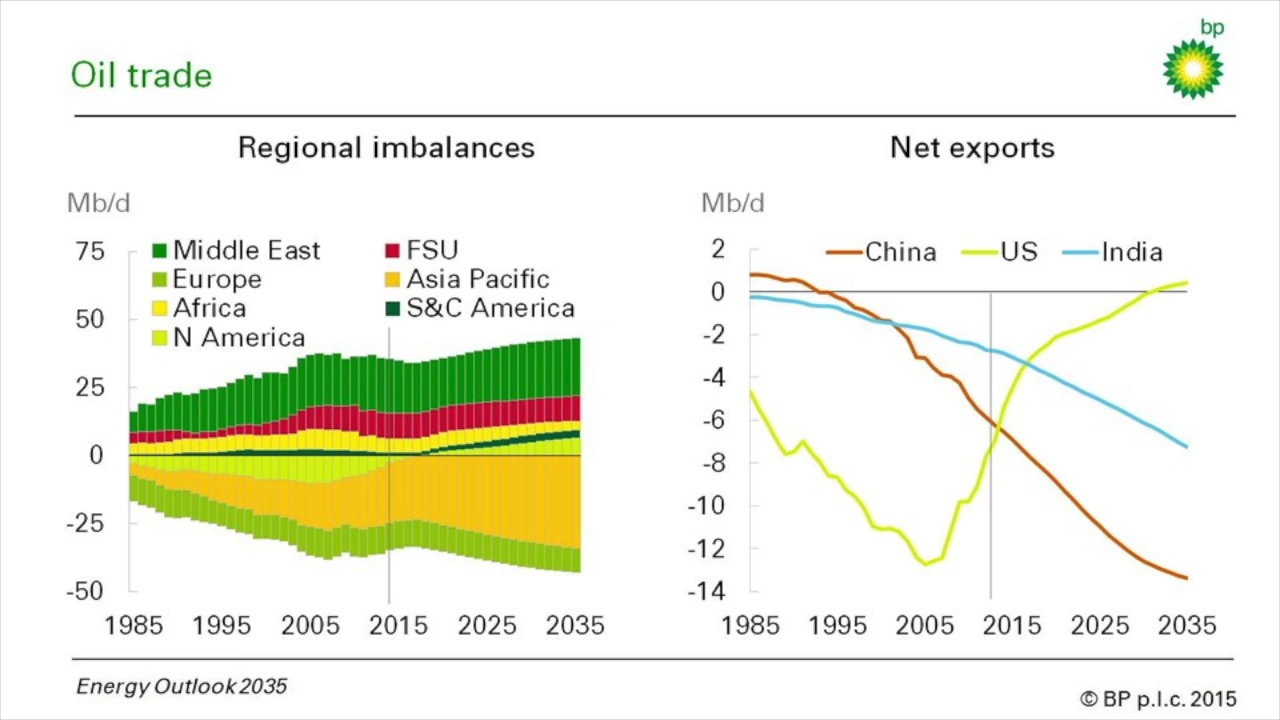 bp
Oil trade
Regional imbalances
Mb/d
75
50
25
0
-25
-50
Middle East
FSU
Europe
Asia Pacific
Africa
S&C America
N America
1985 1995 2005 2015 2025 2035
Net exports
Mb/d
2
0
-2
-4
-6
-8
-10
-12
-14
China US India
1985 1995 2005 2015 2025 2035
Energy Outlook 2035
© BP p.l.c. 2015